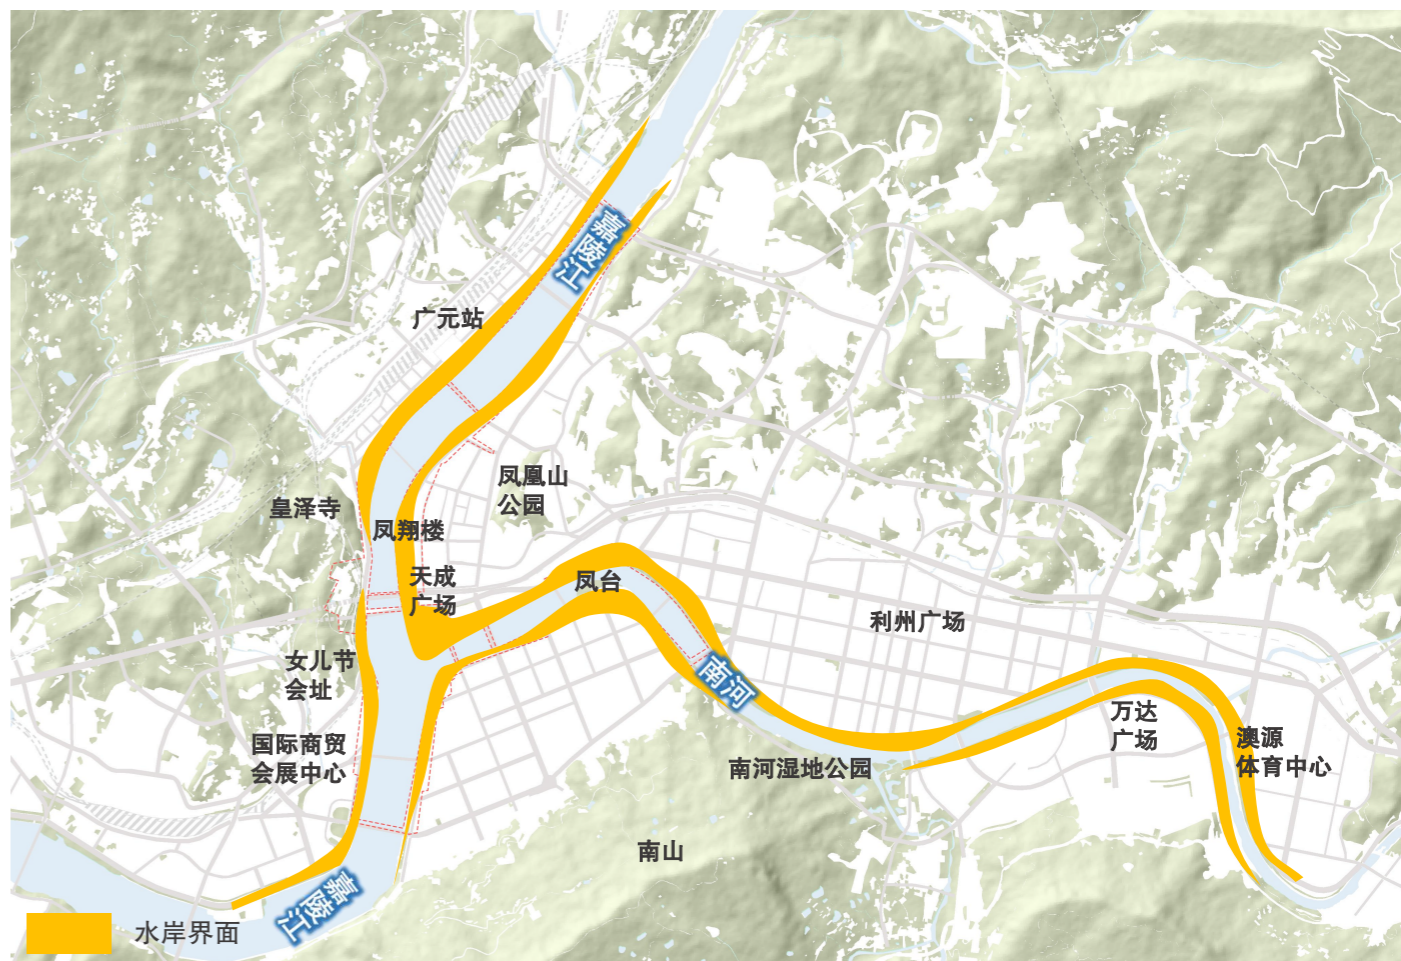 嘉陵江
广元站
凤凰山
公园
皇泽寺
凤翔楼
天成
广场
凤台
利州广场
女儿节
会址
南河
万达
广场
国际商贸
会展中心
澳源
体育中心
南河湿地公园
南山
嘉陵江
水岸界面